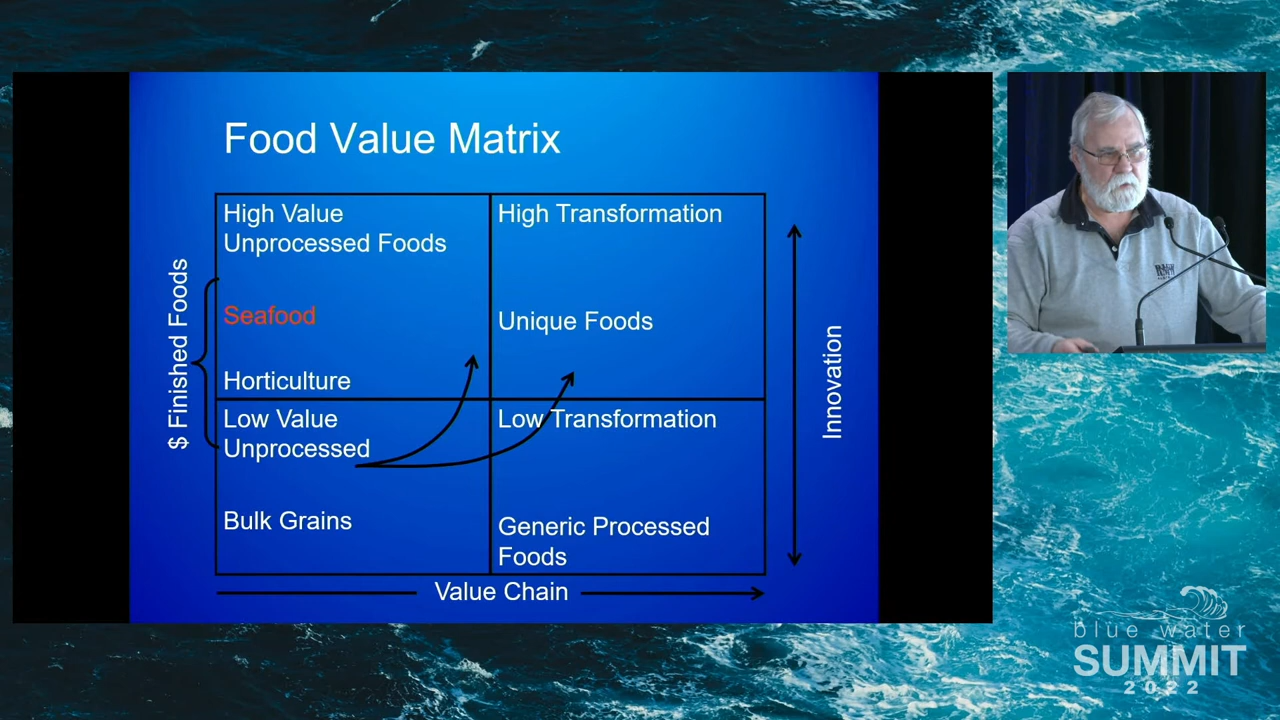 Food Value Matrix
High Value
Unprocessed Foods
Seafood
Horticulture
High Transformation
Unique Foods
Low Value
Unprocessed
Bulk Grains
Low Transformation
Generic Processed
Foods
$ Finished Foods
Innovation
Value Chain
blue water
SUMMIT
2022